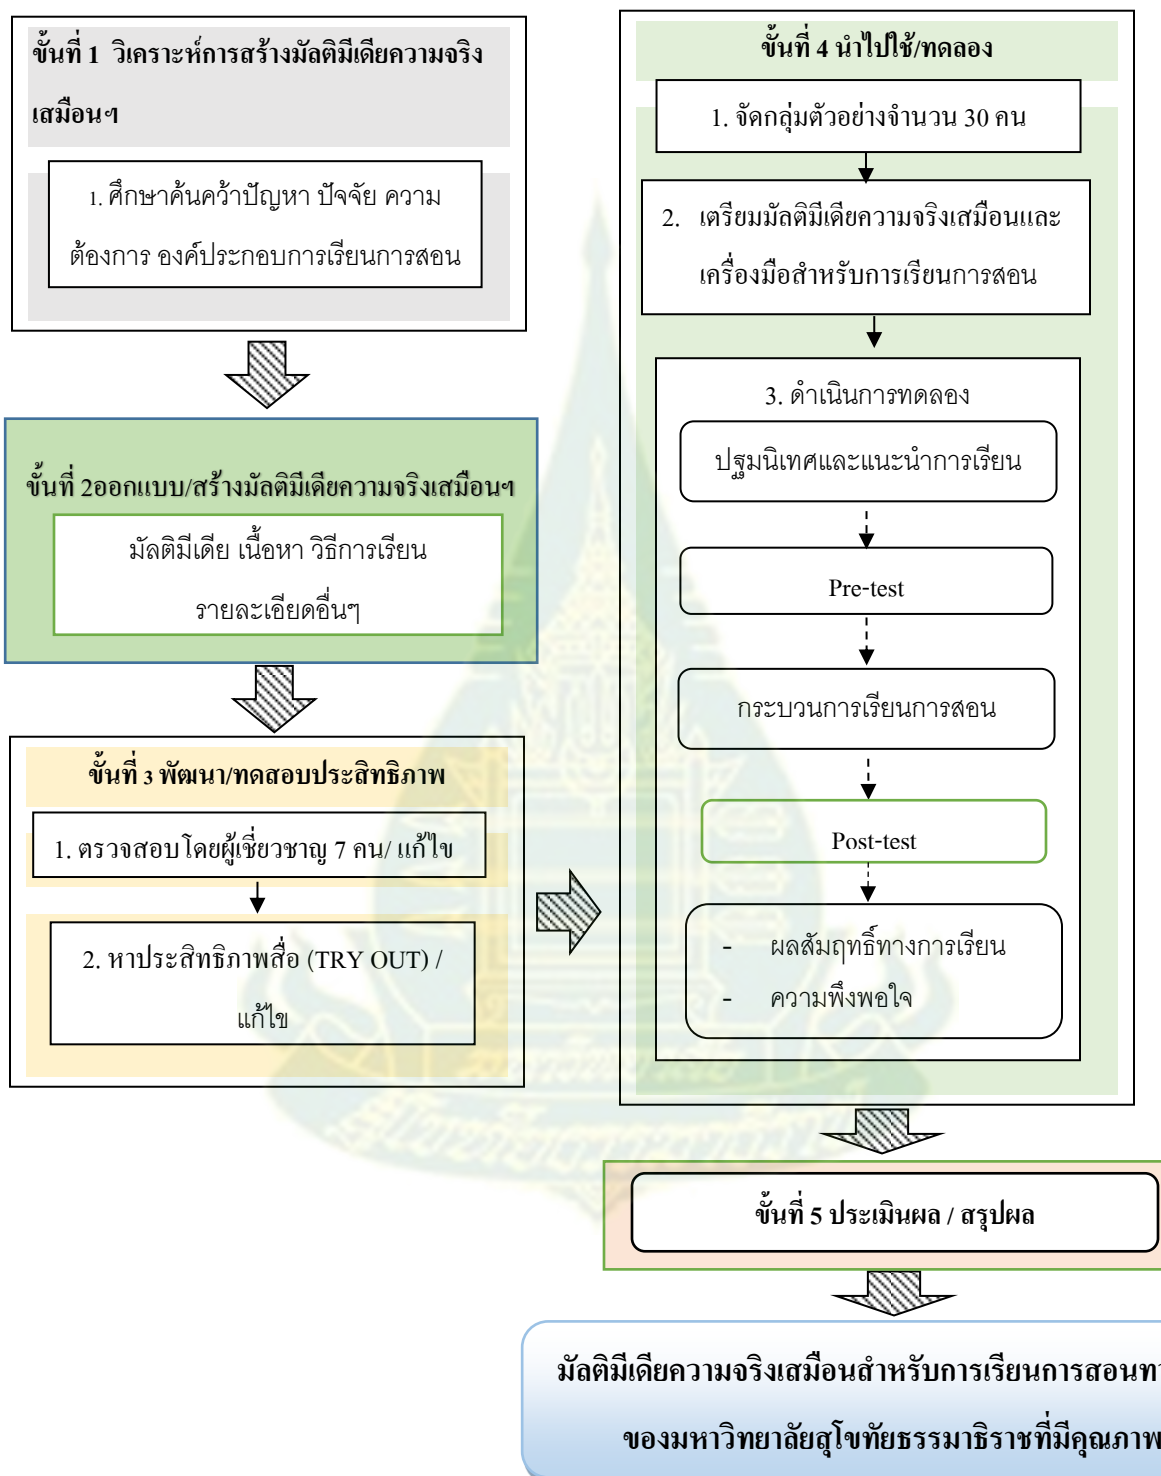 ขั้นที่ 1 วิเคราะห์การสร้างมัลติมีเดียความจริง
เสมือนฯ
1. ศึกษาค้นคว้าปัญหา ปัจจัย ความ
ต้องการ องค์ประกอบการเรียนการสอน
ขั้นที่ 2ออกแบบ/สร้างมัลติมีเดียความจริงเสมือนฯ
มัลติมีเดีย เนื้อหา วิธีการเรียน
รายละเอียดอื่นๆ
ขั้นที่ 3 พัฒนา/ทดสอบประสิทธิภาพ
1. ตรวจสอบโดยผู้เชี่ยวชาญ 7 คน/ แก้ไข
2. หาประสิทธิภาพสื่อ (TRY OUT) /
แก้ไข
ขั้นที่ 4 นำไปใช้/ทดลอง
1. จัดกลุ่มตัวอย่างจำนวน 30 คน
2. เตรียมมัลติมีเดียความจริงเสมือนและ
เครื่องมือสำหรับการเรียนการสอน
3. ดำเนินการทดลอง
ปฐมนิเทศและแนะนำการเรียน
Pre-test
กระบวนการเรียนการสอน
Post-test
- ผลสัมฤทธิ์ทางการเรียน
- ความพึงพอใจ
ขั้นที่ 5 ประเมินผล / สรุปผล
มัลติมีเดียความจริงเสมือนสำหรับการเรียนการสอน
ของมหาวิทยาลัยสุโขทัยธรรมาธิราชที่มีคุณภาพ